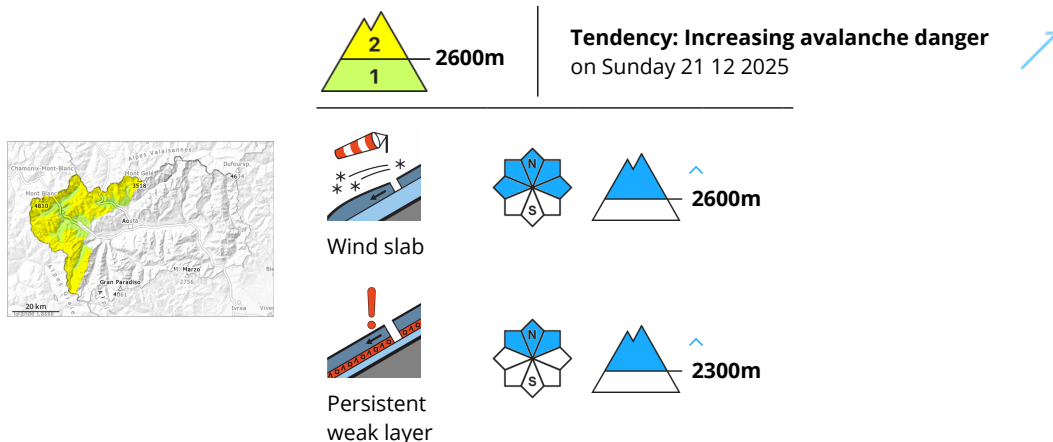 2
1
2600m
Tendency: Increasing avalanche danger
on Sunday 21 12 2025
Alpes Valaisannes
Chamonix-Mont-Blanc
Mont Gelé
3518
Dufoursp.
4634
Mont Blanc
4810
Aosta
M. Marzo
2756
Gran Paradiso
4061
Ivrea
20 km
Grande Casse
N
S
2600m
Wind slab
N
S
2300m
Persistent
weak layer